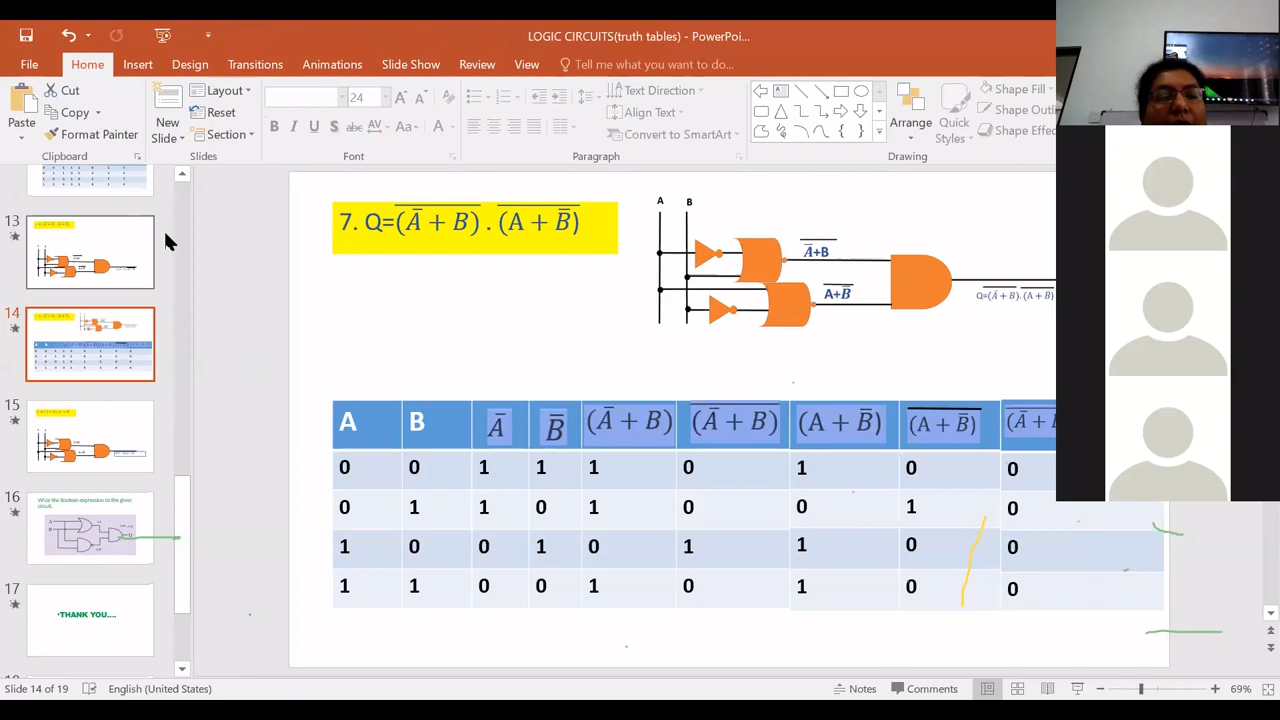 LOGIC CIRCUITS(truth tables) - PowerPoi...
File Home Insert Design Transitions Animations Slide Show Review View Tell me what you want to do...
Paste
Cut
Copy
Format Painter
Clipboard
New Slide
Layout
Reset
Section
Slides
24
B I U S abc AV Aa A
Font
Text Direction
Align Text
Convert to SmartArt
Paragraph
Arrange
Quick Styles
Shape Fill
Shape Outl
Shape Effe
Drawing
13
14
15
16
Write the Boolean expression to the given circuit.
17
•THANK YOU....
7. Q=(A̅ + B)̅ . (A + B̅)̅
A B
A̅+B
A+B̅
Q=(A̅ + B)̅ . (A + B̅)̅
A B A̅ B̅ (A̅ + B) (A̅ + B)̅ (A + B̅) (A + B̅)̅
0 0 1 1 1 0 1 0 0
0 1 1 0 1 0 0 1 0
1 0 0 1 0 1 1 0 0
1 1 0 0 1 0 1 0 0
Slide 14 of 19 English (United States) Notes Comments 69%